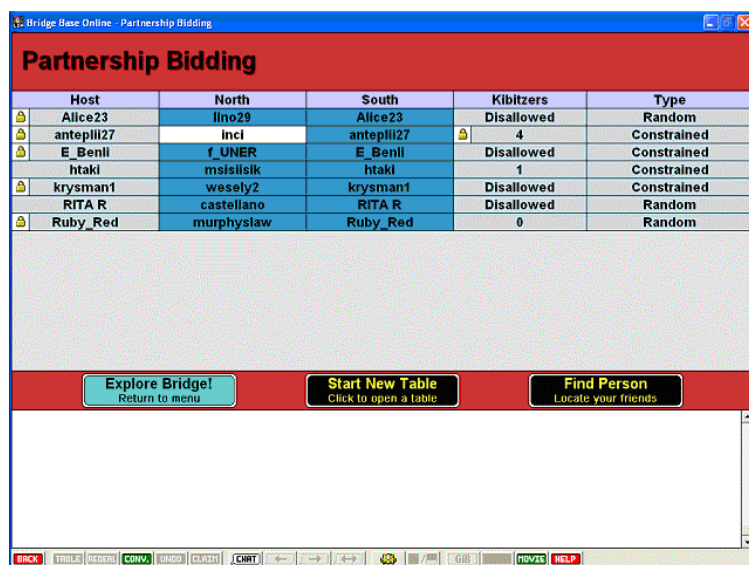 Bridge Base Online - Partnership Bidding
Partnership Bidding
Host North South Kibitzers Type
Alice23 lino29 Alice23 Disallowed Random
anteplii27 inci anteplii27 4 Constrained
E_Benli f_UNER E_Benli Disallowed Constrained
htaki msisiisik htaki 1 Constrained
krysman1 wesely2 krysman1 Disallowed Constrained
RITA R castellano RITA R Disallowed Random
Ruby_Red murphyslaw Ruby_Red 0 Random
Explore Bridge! Start New Table Find Person
Return to menu Click to open a table Locate your friends
BACK TABLE REDEAL CONV. UNDO CLAIM CHAT GIB MOVIE HELP